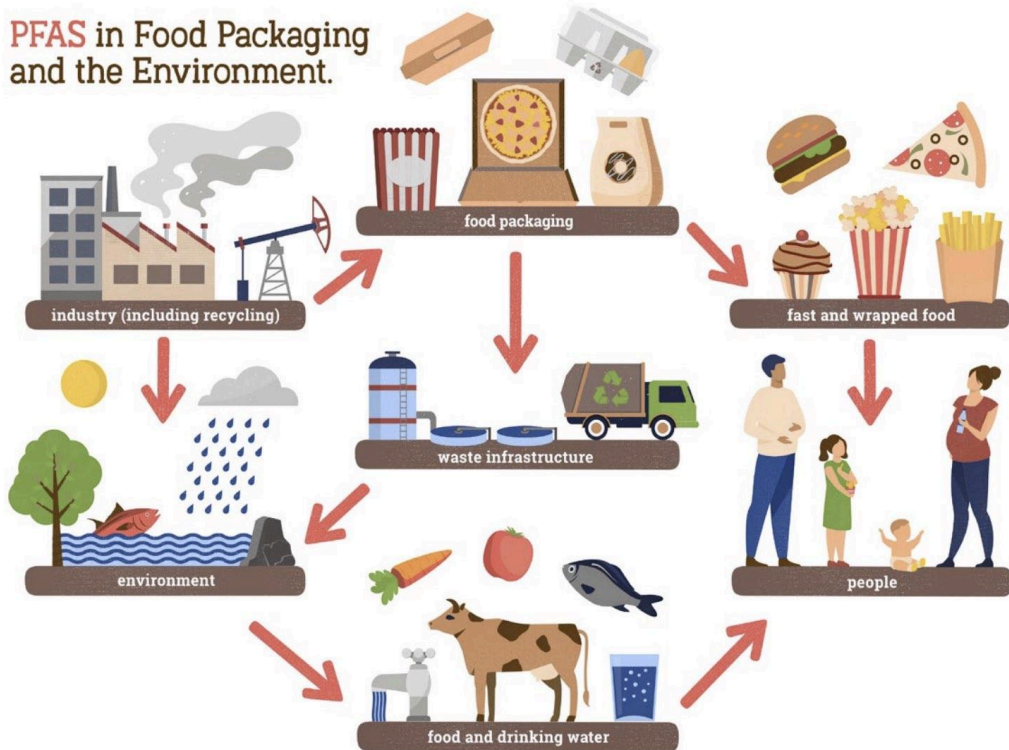 PFAS in Food Packaging
and the Environment.
food packaging
industry (including recycling)
fast and wrapped food
waste infrastructure
environment
people
food and drinking water